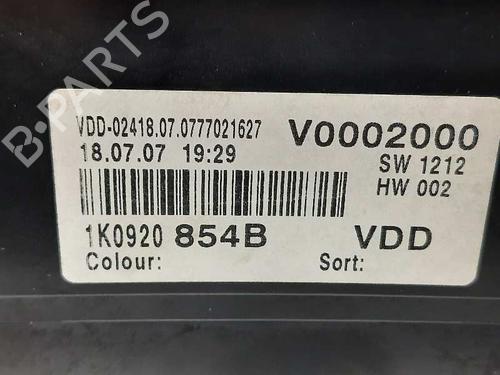 VDD-02418.07.0777021627
V0002000
18.07.07 19:29
SW 1212
HW 002
1K0920 854B
VDD
Colour:
Sort:
B-PARTS